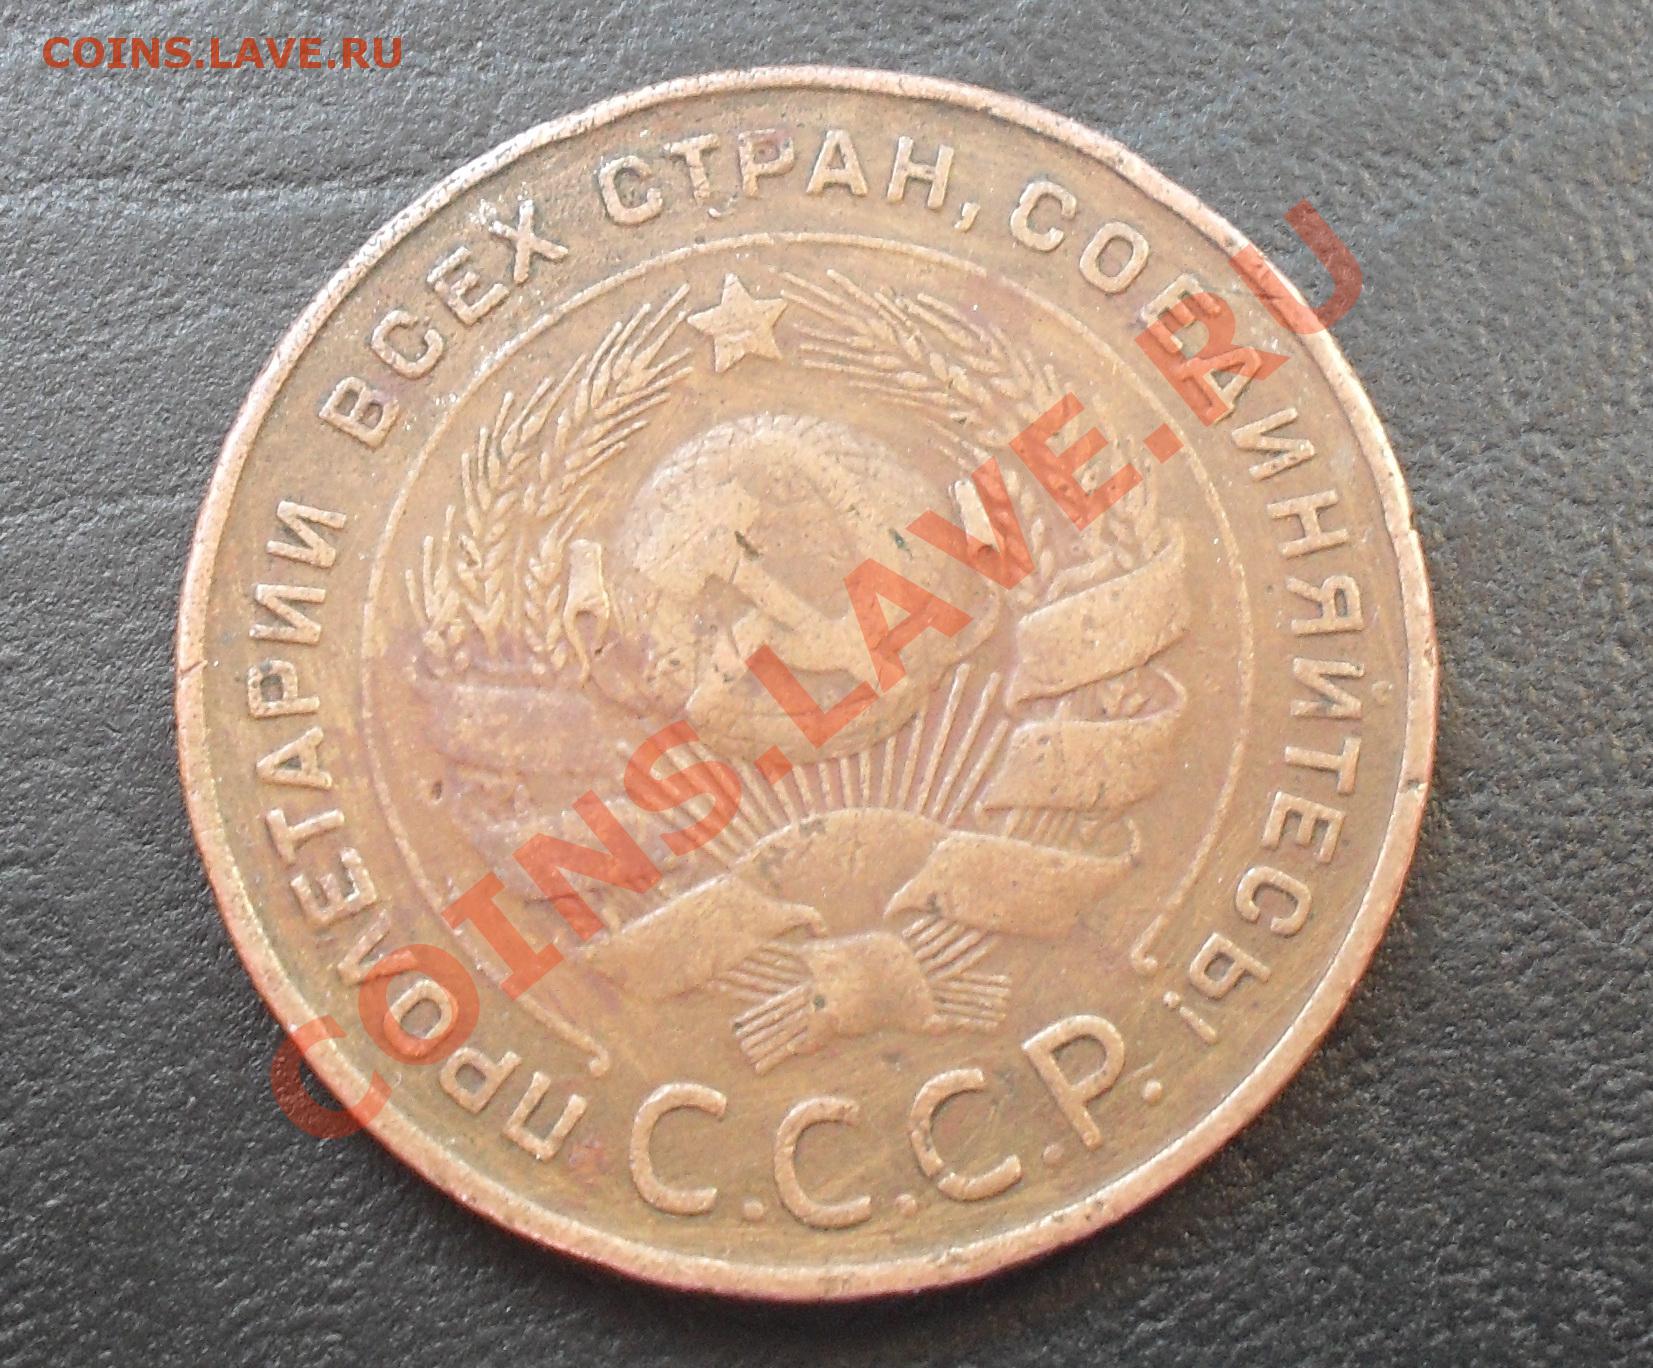 COINS.LAVE.RU
ПРОЛЕТАРИИ ВСЕХ СТРАН, СОЕДИНЯЙТЕСЬ!
С.С.С.Р.
COINS.LAVE.RU